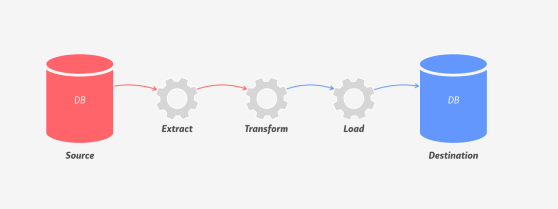 DB
DB
Source
Extract
Transform
Load
Destination